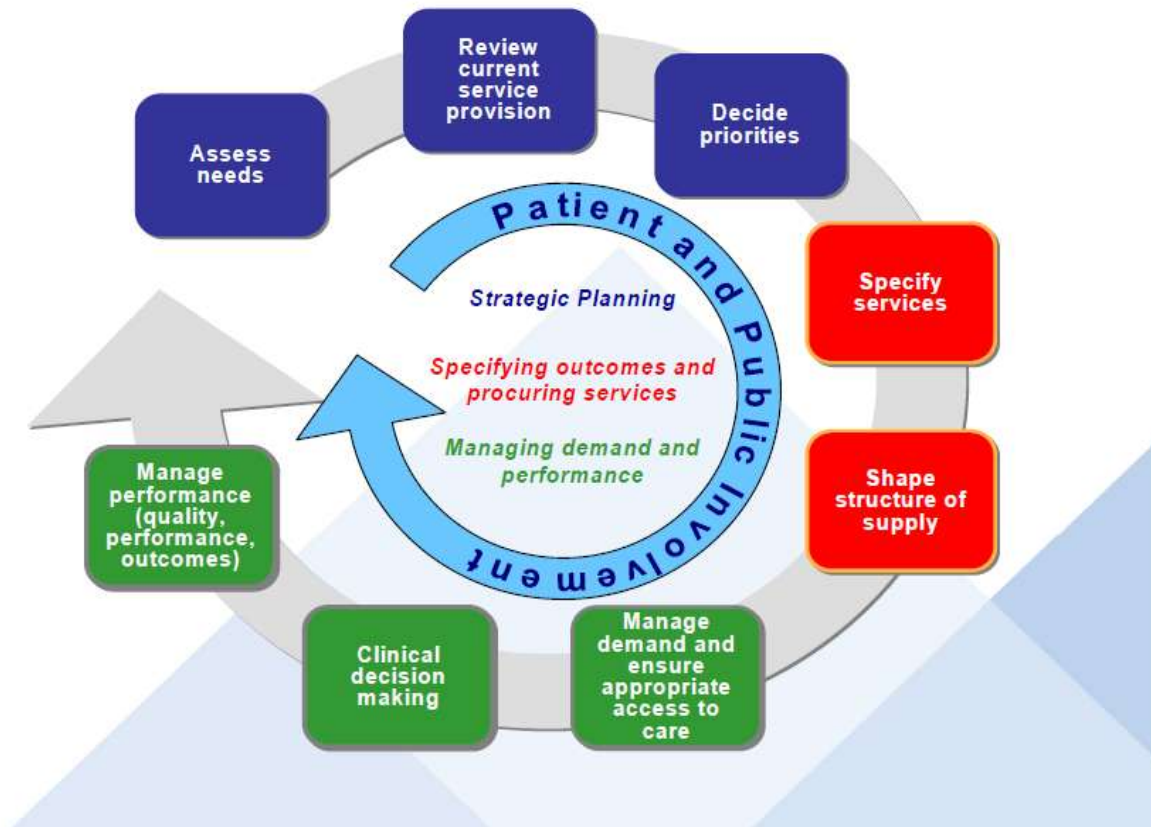 Review
current
service
provision
Decide
priorities
Assess
needs
Patient and Public Involvement
Specify
services
Strategic Planning
Specifying outcomes and
procuring services
Managing demand and
performance
Shape
structure of
supply
Manage
performance
(quality,
performance,
outcomes)
Clinical
decision
making
Manage
demand and
ensure
appropriate
access to
care